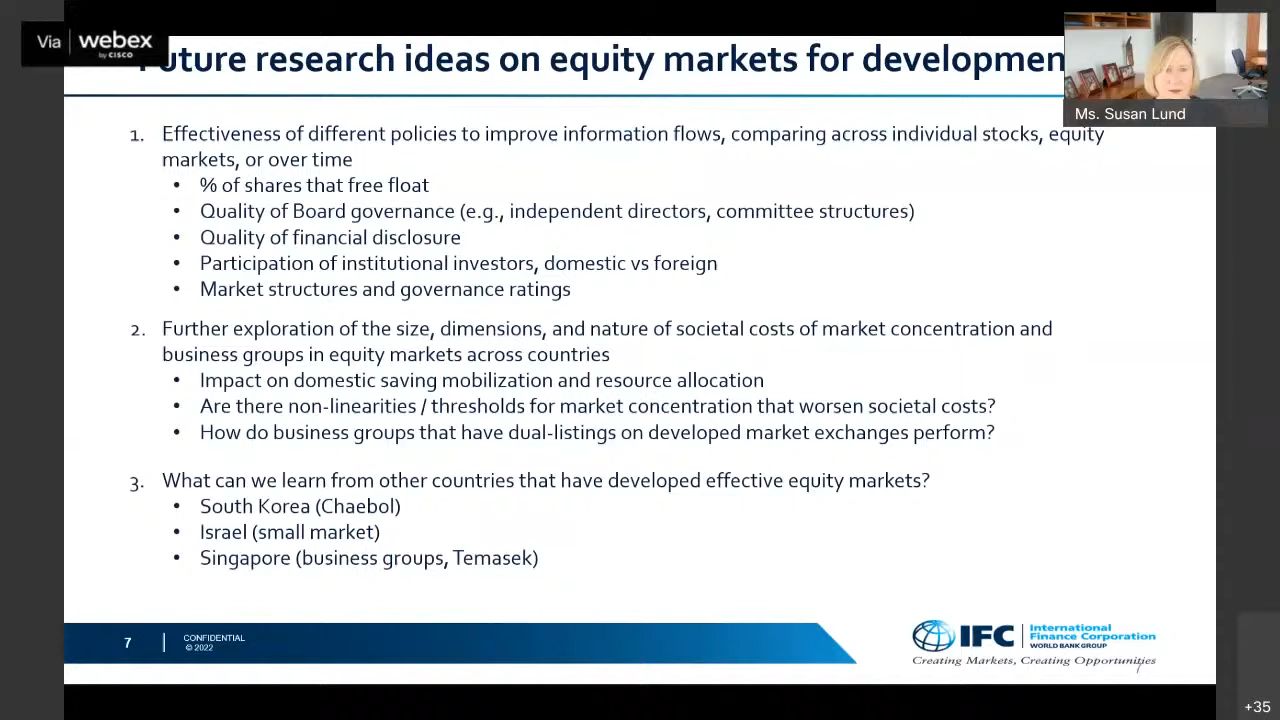 Via webex
by CISCO
Future research ideas on equity markets for developmen
Ms. Susan Lund
1. Effectiveness of different policies to improve information flows, comparing across individual stocks, equity
markets, or over time
• % of shares that free float
• Quality of Board governance (e.g., independent directors, committee structures)
• Quality of financial disclosure
• Participation of institutional investors, domestic vs foreign
• Market structures and governance ratings
2. Further exploration of the size, dimensions, and nature of societal costs of market concentration and
business groups in equity markets across countries
• Impact on domestic saving mobilization and resource allocation
• Are there non-linearities / thresholds for market concentration that worsen societal costs?
• How do business groups that have dual-listings on developed market exchanges perform?
3. What can we learn from other countries that have developed effective equity markets?
• South Korea (Chaebol)
• Israel (small market)
• Singapore (business groups, Temasek)
7
CONFIDENTIAL
© 2022
IFC International
Finance Corporation
WORLD BANK GROUP
Creating Markets, Creating Opportunities
7
+35